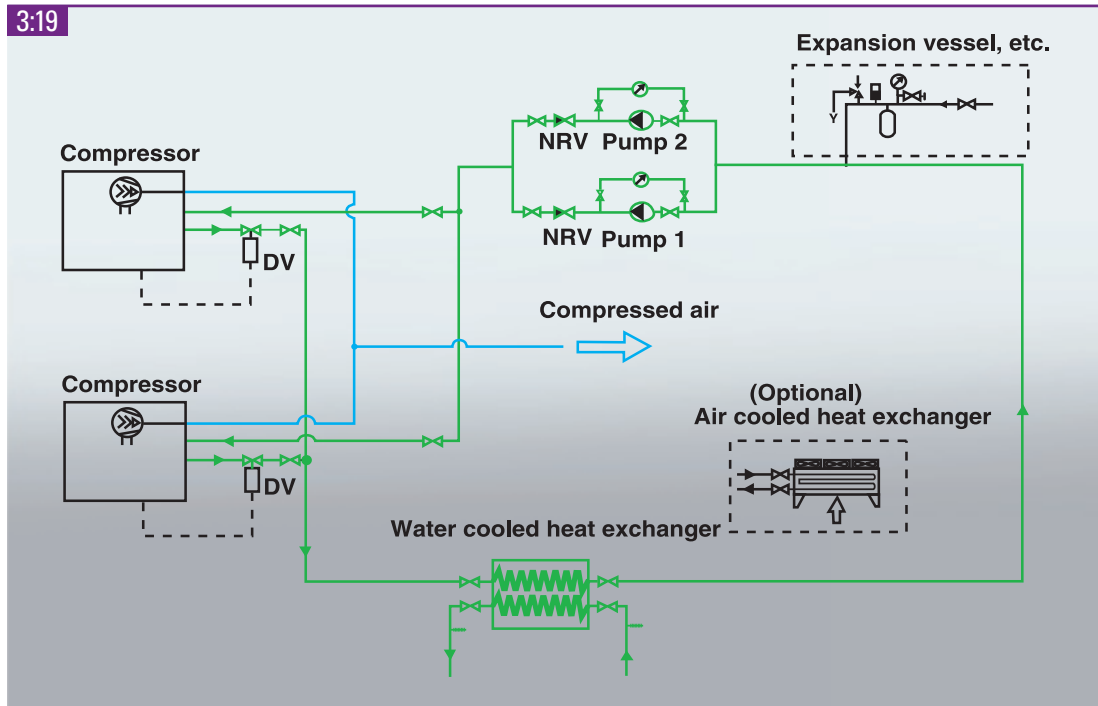 3:19
Expansion vessel, etc.
Y
NRV Pump 2
Compressor
NRV Pump 1
DV
Compressed air
Compressor
(Optional)
Air cooled heat exchanger
DV
Water cooled heat exchanger